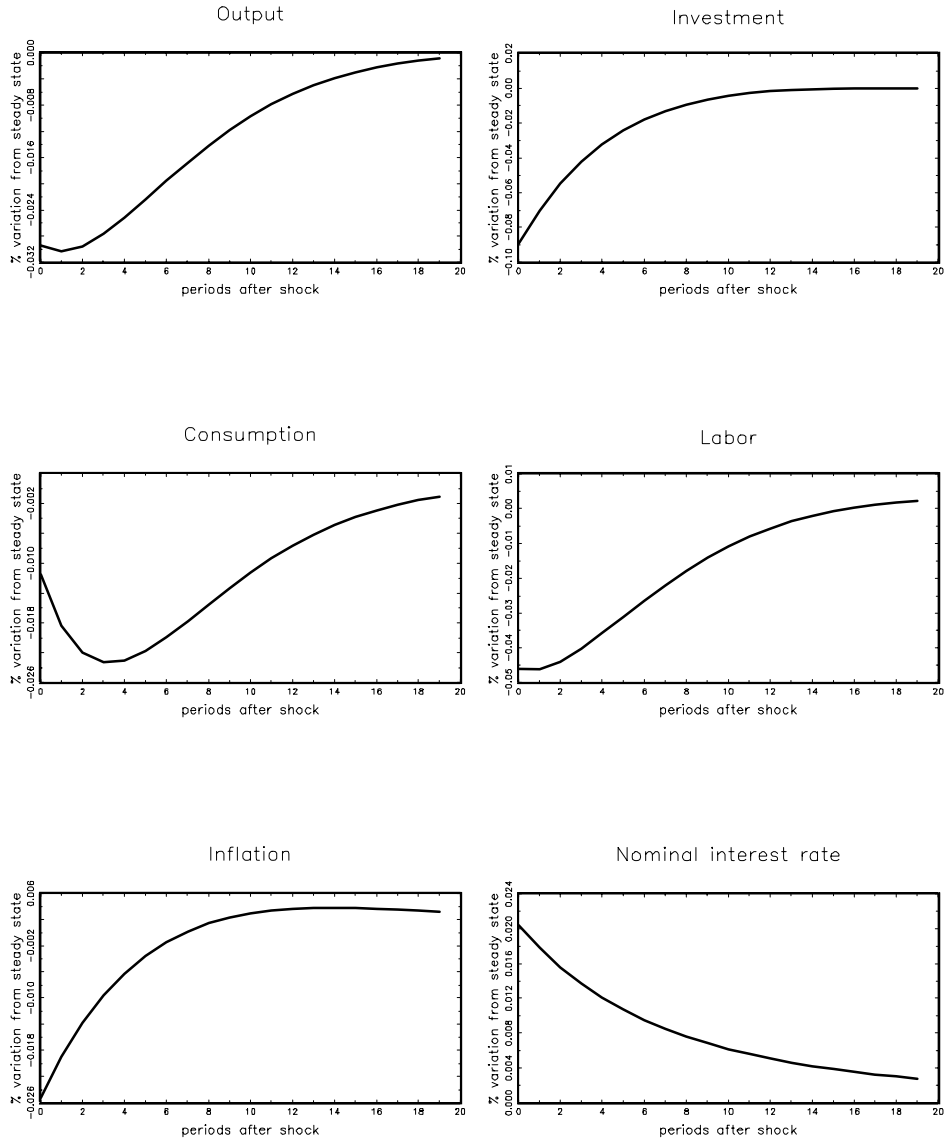 Output
% variation from steady state
0.000
-0.008
-0.016
-0.024
-0.032
0 2 4 6 8 10 12 14 16 18 20
periods after shock
Investment
% variation from steady state
0.02
0.00
-0.02
-0.04
-0.06
-0.08
-0.10
0 2 4 6 8 10 12 14 16 18 20
periods after shock
Consumption
% variation from steady state
-0.002
-0.010
-0.018
-0.026
0 2 4 6 8 10 12 14 16 18 20
periods after shock
Labor
% variation from steady state
0.01
0.00
-0.01
-0.02
-0.03
-0.04
-0.05
0 2 4 6 8 10 12 14 16 18 20
periods after shock
Inflation
% variation from steady state
0.006
-0.002
-0.010
-0.018
-0.026
0 2 4 6 8 10 12 14 16 18 20
periods after shock
Nominal interest rate
% variation from steady state
0.024
0.020
0.016
0.012
0.008
0.004
0.000
0 2 4 6 8 10 12 14 16 18 20
periods after shock